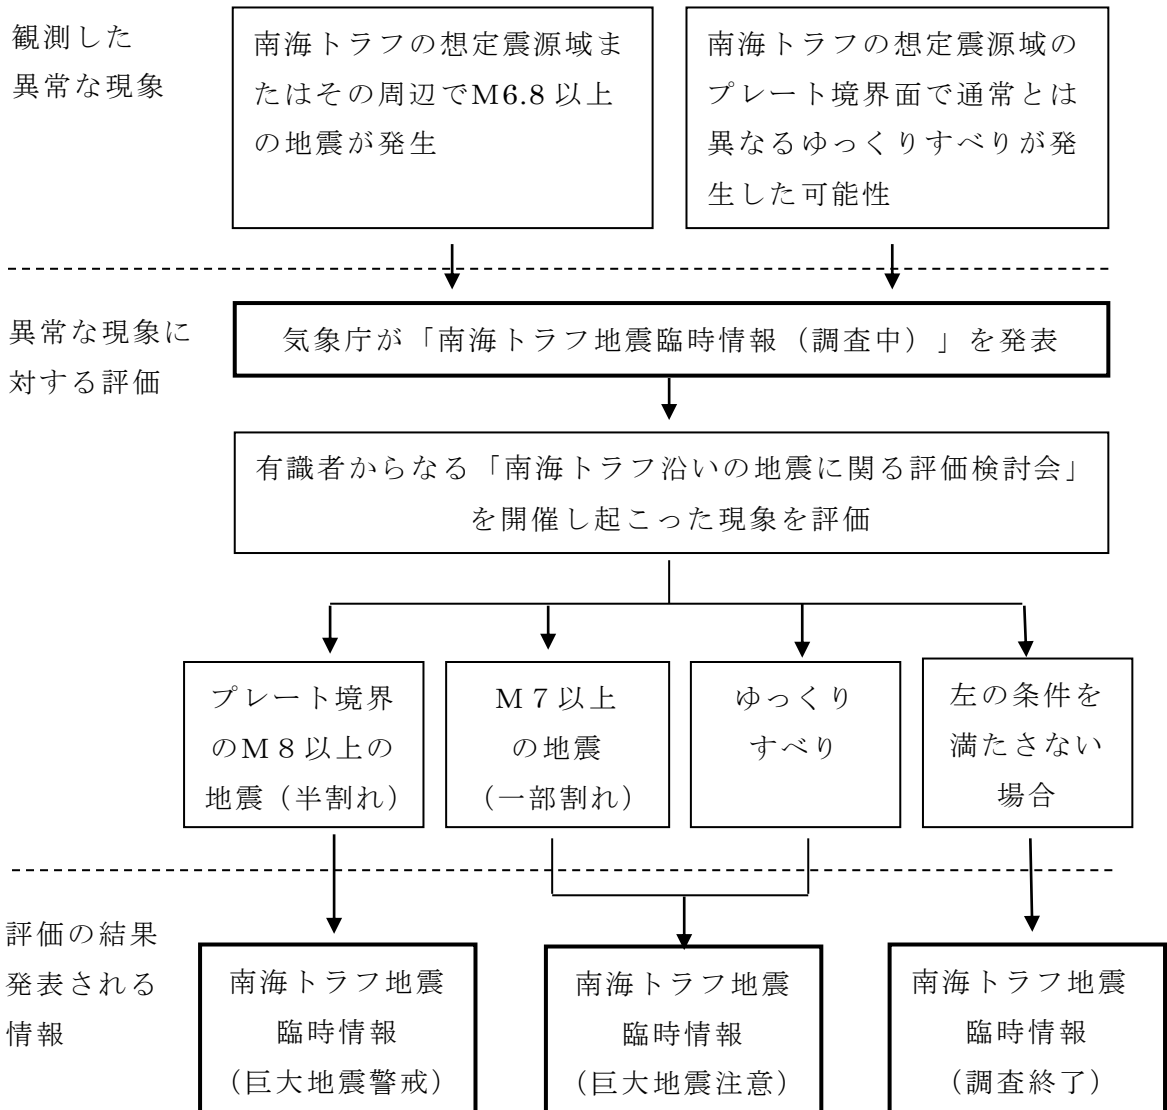 観測した
異常な現象
南海トラフの想定震源域ま
たはその周辺でM6.8以上
の地震が発生
南海トラフの想定震源域の
プレート境界面で通常とは
異なるゆっくりすべりが発
生した可能性
異常な現象に
対する評価
気象庁が「南海トラフ地震臨時情報（調査中）」を発表
有識者からなる「南海トラフ沿いの地震に関る評価検討会」
を開催し起こった現象を評価
プレート境界
のM８以上の
地震（半割れ）
M７以上
の地震
（一部割れ）
ゆっくり
すべり
左の条件を
満たさない
場合
評価の結果
発表される
情報
南海トラフ地震
臨時情報
（巨大地震警戒）
南海トラフ地震
臨時情報
（巨大地震注意）
南海トラフ地震
臨時情報
（調査終了）